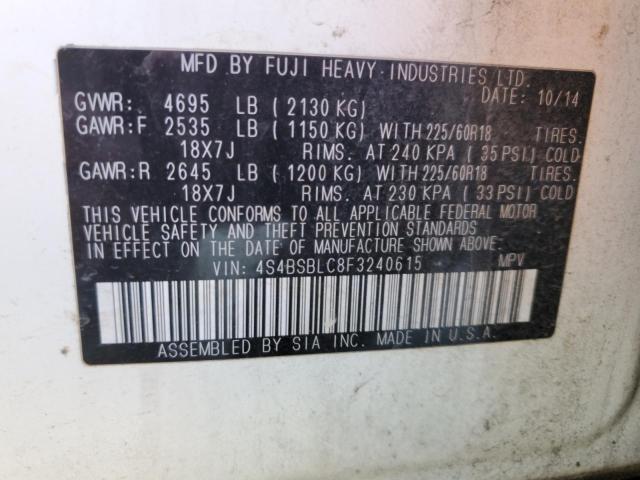 MFD BY FUJI HEAVY INDUSTRIES LTD.
DATE: 10/14
GVWR: 4695 LB (2130 KG)
GAWR:F 2535 LB (1150 KG) WITH 225/60R18 TIRES.
18X7J RIMS. AT 240 KPA (35 PSI) COLD
GAWR:R 2645 LB (1200 KG) WITH 225/60R18 TIRES.
18X7J RIMS. AT 230 KPA (33 PSI) COLD
THIS VEHICLE CONFORMS TO ALL APPLICABLE FEDERAL MOTOR
VEHICLE SAFETY AND THEFT PREVENTION STANDARDS
IN EFFECT ON THE DATE OF MANUFACTURE SHOWN ABOVE.
VIN: 4S4BSBLC8F3240615 MPV
ASSEMBLED BY SIA INC. MADE IN U.S.A.